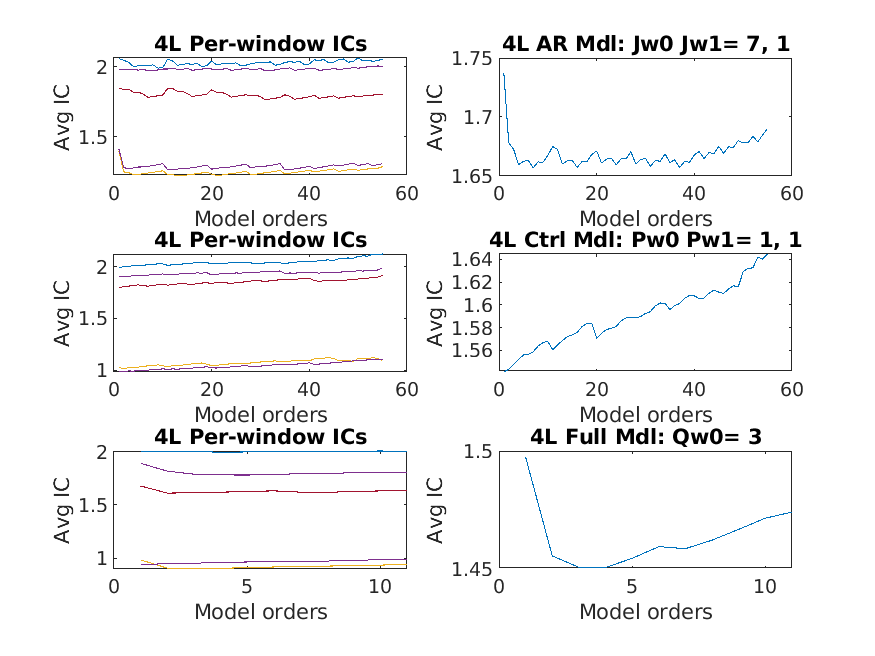 4L Per-window ICs
Avg IC
2
1.5
0 20 40 60
Model orders
4L AR Mdl: Jw0 Jw1= 7, 1
Avg IC
1.75
1.7
1.65
0 20 40 60
Model orders
4L Per-window ICs
Avg IC
2
1.5
1
0 20 40 60
Model orders
4L Ctrl Mdl: Pw0 Pw1= 1, 1
Avg IC
1.64
1.62
1.6
1.58
1.56
0 20 40 60
Model orders
4L Per-window ICs
Avg IC
2
1.5
1
0 5 10
Model orders
4L Full Mdl: Qw0= 3
Avg IC
1.5
1.45
0 5 10
Model orders